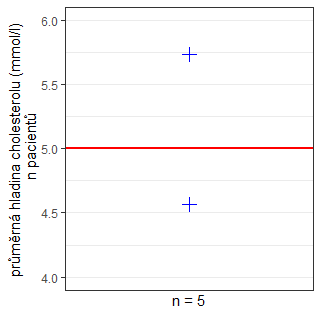 průměrná hladina cholesterolu (mmol/l)
n pacientů
6.0
5.5
5.0
4.5
4.0
n = 5